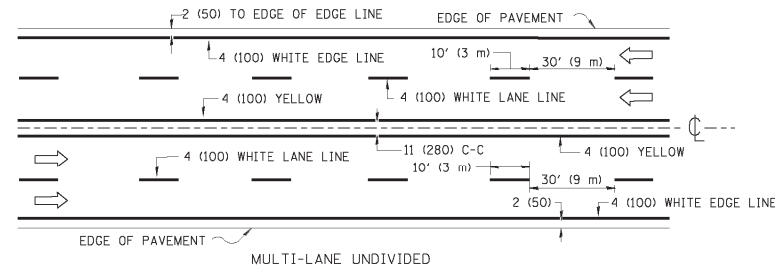 2 (50) TO EDGE OF EDGE LINE
EDGE OF PAVEMENT
4 (100) WHITE EDGE LINE
10' (3 m)
30' (9 m)
4 (100) YELLOW
4 (100) WHITE LANE LINE
℄
4 (100) WHITE LANE LINE
11 (280) C-C
4 (100) YELLOW
10' (3 m)
30' (9 m)
2 (50)
4 (100) WHITE EDGE LINE
EDGE OF PAVEMENT
MULTI-LANE UNDIVIDED